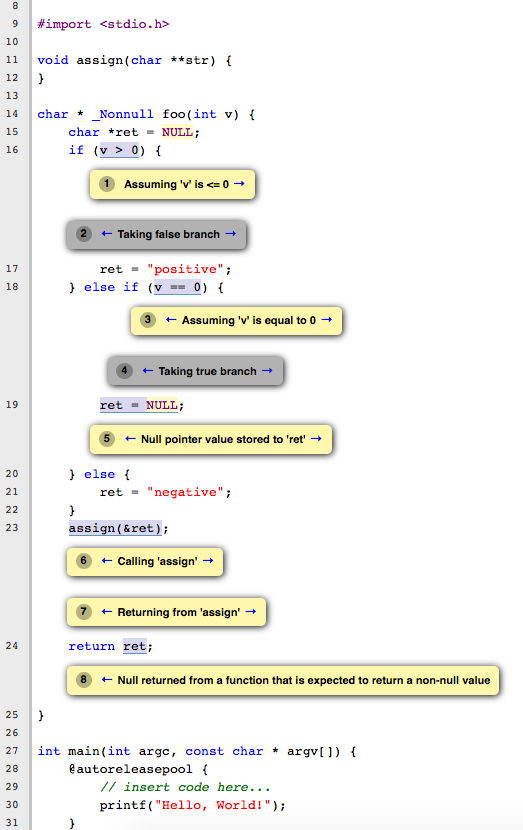 8
9 #import <stdio.h>
10
11 void assign(char **str) {
12 }
13
14 char * _Nonnull foo(int v) {
15 char *ret = NULL;
16 if (v > 0) {
1 Assuming 'v' is <= 0 →
2 ← Taking false branch →
17 ret = "positive";
18 } else if (v == 0) {
3 ← Assuming 'v' is equal to 0 →
4 ← Taking true branch →
19 ret = NULL;
5 ← Null pointer value stored to 'ret' →
20 } else {
21 ret = "negative";
22 }
23 assign(&ret);
6 ← Calling 'assign' →
7 ← Returning from 'assign' →
24 return ret;
8 ← Null returned from a function that is expected to return a non-null value
25 }
26
27 int main(int argc, const char * argv[]) {
28 @autoreleasepool {
29 // insert code here...
30 printf("Hello, World!");
31 }